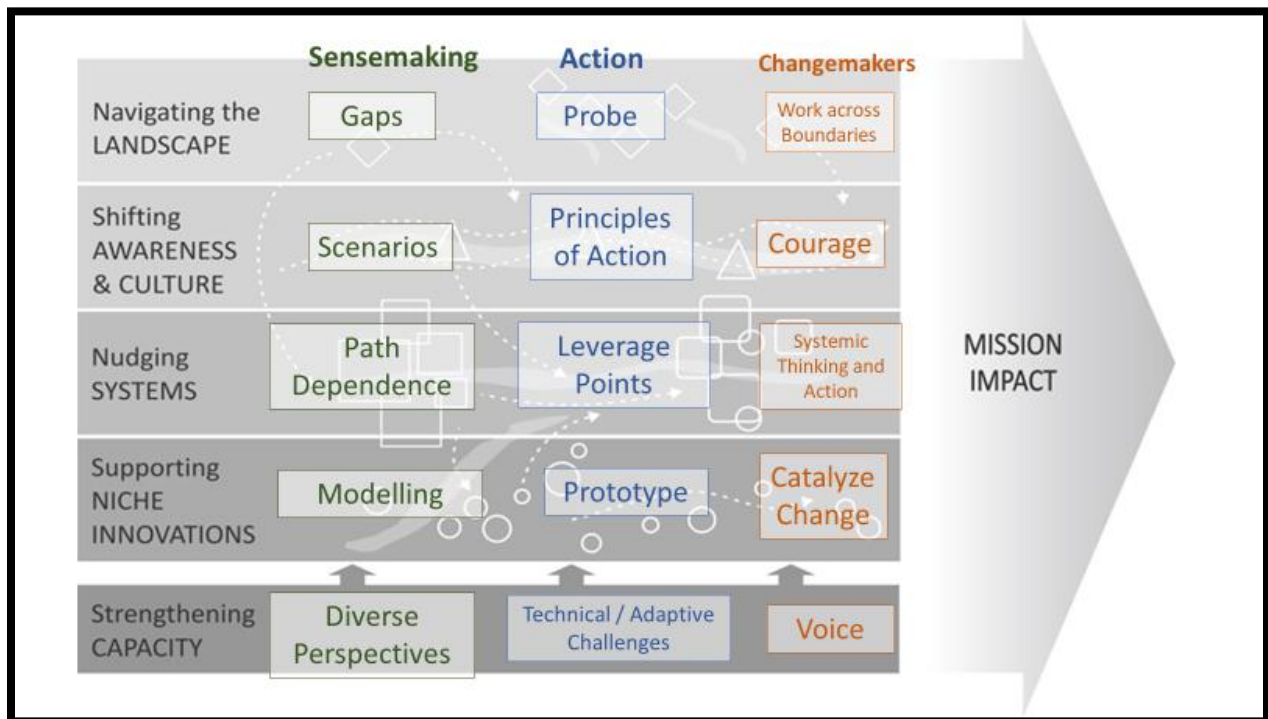 Sensemaking Action Changemakers
Navigating the
LANDSCAPE
Gaps
Probe
Work across
Boundaries
Shifting
AWARENESS
& CULTURE
Scenarios
Principles
of Action
Courage
Nudging
SYSTEMS
Path
Dependence
Leverage
Points
Systemic
Thinking and
Action
Supporting
NICHE
INNOVATIONS
Modelling
Prototype
Catalyze
Change
Strengthening
CAPACITY
Diverse
Perspectives
Technical / Adaptive
Challenges
Voice
MISSION
IMPACT